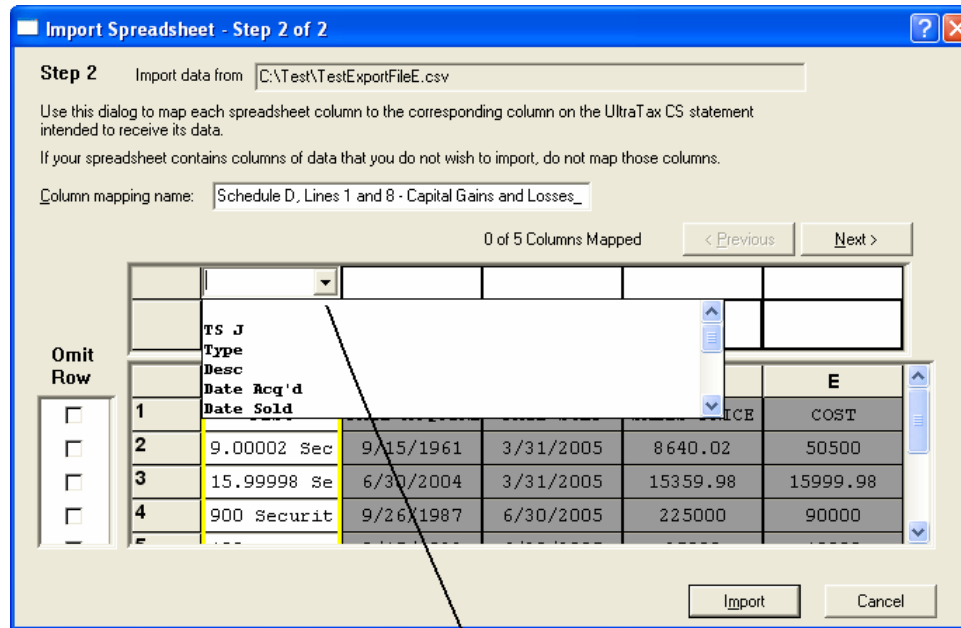 Import Spreadsheet - Step 2 of 2
Step 2 Import data from C:\Test\TestExportFileE.csv
Use this dialog to map each spreadsheet column to the corresponding column on the UltraTax CS statement
intended to receive its data.
If your spreadsheet contains columns of data that you do not wish to import, do not map those columns.
Column mapping name: Schedule D, Lines 1 and 8 - Capital Gains and Losses_
0 of 5 Columns Mapped < Previous Next >
TS J
Type
Desc
Date Acq'd
Date Sold
Omit
Row
E
1 COST
2 9.00002 Sec 9/15/1961 3/31/2005 8640.02 50500
3 15.99998 Se 6/30/2004 3/31/2005 15359.98 15999.98
4 900 Securit 9/26/1987 6/30/2005 225000 90000
Import Cancel